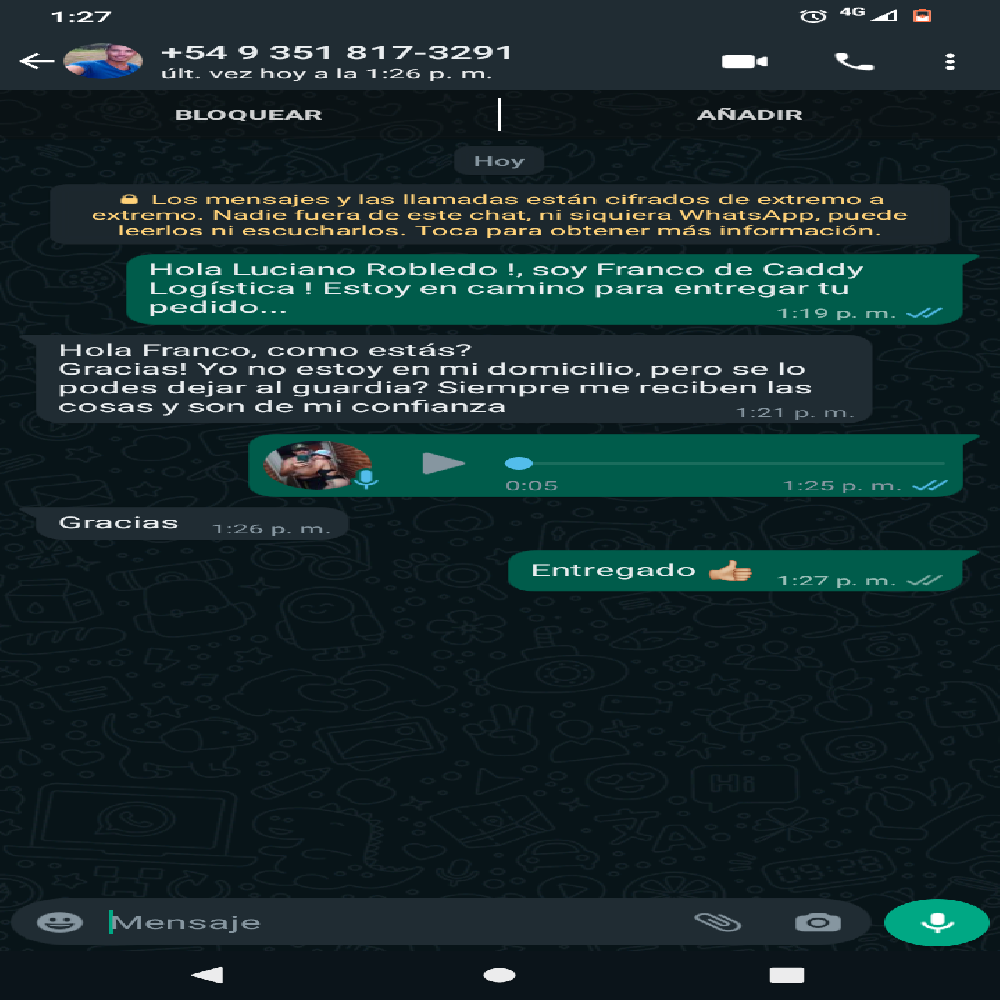 1:27
4G
+54 9 351 817-3291
últ. vez hoy a la 1:26 p. m.
BLOQUEAR
AÑADIR
Hoy
Los mensajes y las llamadas están cifrados de extremo a
extremo. Nadie fuera de este chat, ni siquiera WhatsApp, puede
leerlos ni escucharlos. Toca para obtener más información.
Hola Luciano Robledo !, soy Franco de Caddy
Logística ! Estoy en camino para entregar tu
pedido...
1:19 p. m.
Hola Franco, como estás?
Gracias! Yo no estoy en mi domicilio, pero se lo
podes dejar al guardia? Siempre me reciben las
cosas y son de mi confianza
1:21 p. m.
0:05
1:25 p. m.
Gracias
1:26 p. m.
Entregado
1:27 p. m.
Hi
09:28
Mensaje